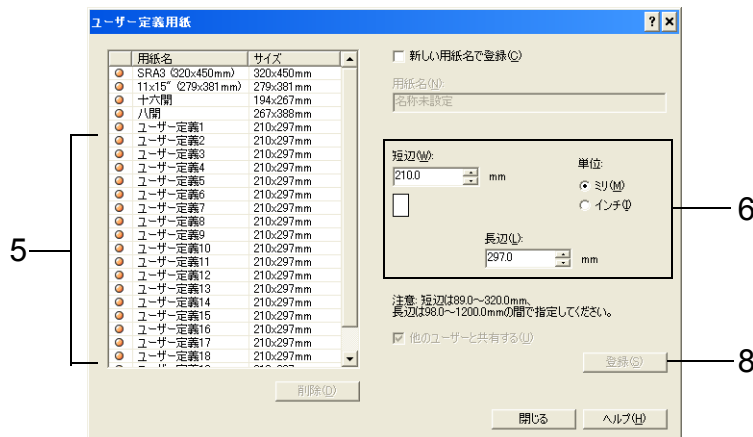 ユーザー定義用紙
用紙名 サイズ
SRA3 (320x450mm) 320x450mm
11x15" (279x381mm) 279x381mm
十六開 194x267mm
八開 267x388mm
ユーザー定義1 210x297mm
ユーザー定義2 210x297mm
ユーザー定義3 210x297mm
ユーザー定義4 210x297mm
ユーザー定義5 210x297mm
ユーザー定義6 210x297mm
ユーザー定義7 210x297mm
ユーザー定義8 210x297mm
ユーザー定義9 210x297mm
ユーザー定義10 210x297mm
ユーザー定義11 210x297mm
ユーザー定義12 210x297mm
ユーザー定義13 210x297mm
ユーザー定義14 210x297mm
ユーザー定義15 210x297mm
ユーザー定義16 210x297mm
ユーザー定義17 210x297mm
ユーザー定義18 210x297mm
削除(D)
5
新しい用紙名で登録(C)
用紙名(N):
名称未設定
短辺(W):
210.0 mm
単位:
ミリ(M)
インチ(I)
長辺(L):
297.0 mm
6
注意: 短辺は89.0～320.0mm、
長辺は98.0～1200.0mmの間で指定してください。
他のユーザーと共有する(U)
登録(S)
8
閉じる ヘルプ(H)